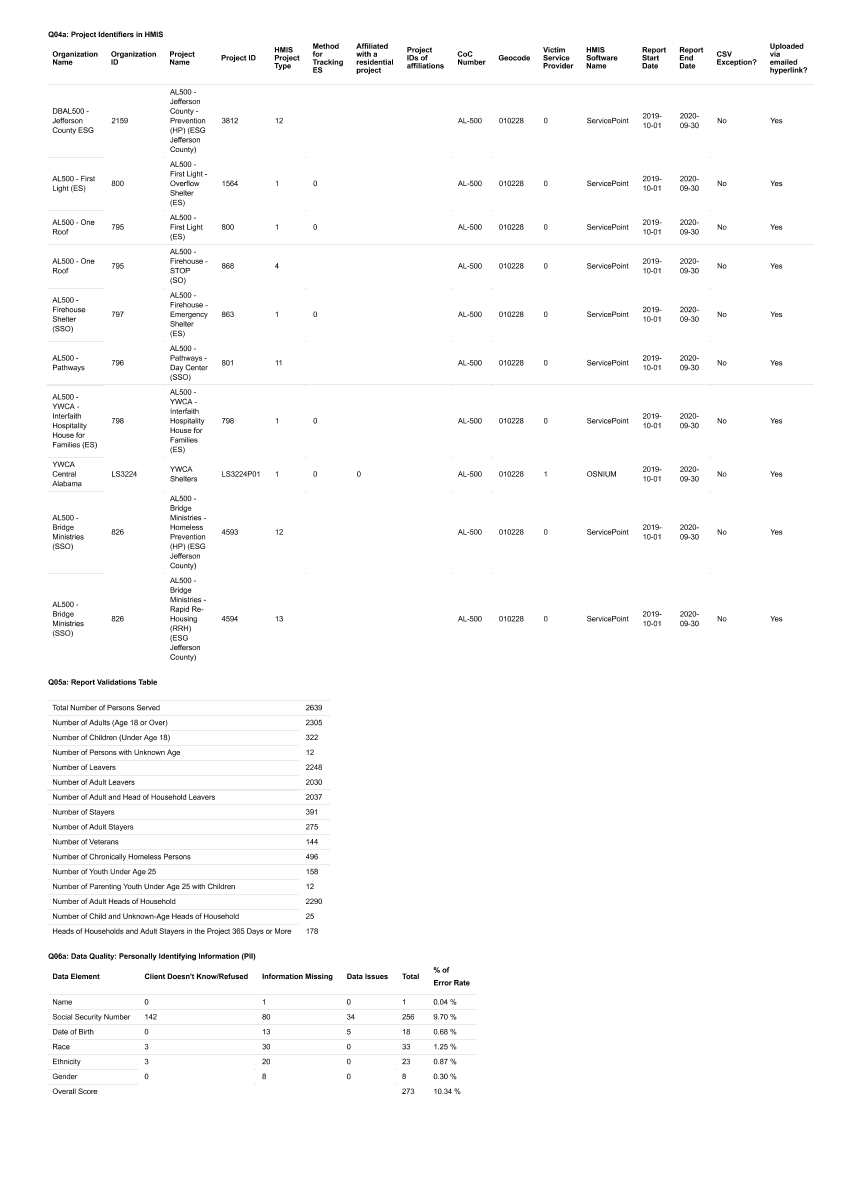 Q04a: Project Identifiers in HMIS
Organization Name | Organization ID | Project Name | Project ID | HMIS Project Type | Method for Tracking ES | Affiliated with a residential project | Project IDs of affiliations | CoC Number | Geocode | Victim Service Provider | HMIS Software Name | Report Start Date | Report End Date | CSV Exception? | Uploaded via emailed hyperlink?
DBAL500 - Jefferson County ESG | 2159 | AL500 - Jefferson County - Prevention (HP) (ESG Jefferson County) | 3812 | 12 | | | | AL-500 | 010228 | 0 | ServicePoint | 2019-10-01 | 2020-09-30 | No | Yes
AL500 - First Light (ES) | 800 | AL500 - First Light - Overflow Shelter (ES) | 1564 | 1 | 0 | | | AL-500 | 010228 | 0 | ServicePoint | 2019-10-01 | 2020-09-30 | No | Yes
AL500 - One Roof | 795 | AL500 - First Light (ES) | 800 | 1 | 0 | | | AL-500 | 010228 | 0 | ServicePoint | 2019-10-01 | 2020-09-30 | No | Yes
AL500 - One Roof | 795 | AL500 - Firehouse - STOP (SO) | 868 | 4 | | | | AL-500 | 010228 | 0 | ServicePoint | 2019-10-01 | 2020-09-30 | No | Yes
AL500 - Firehouse Shelter (SSO) | 797 | AL500 - Firehouse - Emergency Shelter (ES) | 863 | 1 | 0 | | | AL-500 | 010228 | 0 | ServicePoint | 2019-10-01 | 2020-09-30 | No | Yes
AL500 - Pathways | 796 | AL500 - Pathways - Day Center (SSO) | 801 | 11 | | | | AL-500 | 010228 | 0 | ServicePoint | 2019-10-01 | 2020-09-30 | No | Yes
AL500 - YWCA - Interfaith Hospitality House for Families (ES) | 798 | AL500 - YWCA - Interfaith Hospitality House for Families (ES) | 798 | 1 | 0 | | | AL-500 | 010228 | 0 | ServicePoint | 2019-10-01 | 2020-09-30 | No | Yes
YWCA Central Alabama | LS3224 | YWCA Shelters | LS3224P01 | 1 | 0 | 0 | | AL-500 | 010228 | 1 | OSNIUM | 2019-10-01 | 2020-09-30 | No | Yes
AL500 - Bridge Ministries (SSO) | 826 | AL500 - Bridge Ministries - Homeless Prevention (HP) (ESG Jefferson County) | 4593 | 12 | | | | AL-500 | 010228 | 0 | ServicePoint | 2019-10-01 | 2020-09-30 | No | Yes
AL500 - Bridge Ministries (SSO) | 826 | AL500 - Bridge Ministries - Rapid Re-Housing (RRH) (ESG Jefferson County) | 4594 | 13 | | | | AL-500 | 010228 | 0 | ServicePoint | 2019-10-01 | 2020-09-30 | No | Yes
Q05a: Report Validations Table
Total Number of Persons Served 2639
Number of Adults (Age 18 or Over) 2305
Number of Children (Under Age 18) 322
Number of Persons with Unknown Age 12
Number of Leavers 2248
Number of Adult Leavers 2030
Number of Adult and Head of Household Leavers 2037
Number of Stayers 391
Number of Adult Stayers 275
Number of Veterans 144
Number of Chronically Homeless Persons 496
Number of Youth Under Age 25 158
Number of Parenting Youth Under Age 25 with Children 12
Number of Adult Heads of Household 2290
Number of Child and Unknown-Age Heads of Household 25
Heads of Households and Adult Stayers in the Project 365 Days or More 178
Q06a: Data Quality: Personally Identifying Information (PII)
Data Element | Client Doesn't Know/Refused | Information Missing | Data Issues | Total | % of Error Rate
Name 0 1 0 1 0.04 %
Social Security Number 142 80 34 256 9.70 %
Date of Birth 0 13 5 18 0.68 %
Race 3 30 0 33 1.25 %
Ethnicity 3 20 0 23 0.87 %
Gender 0 8 0 8 0.30 %
Overall Score 273 10.34 %